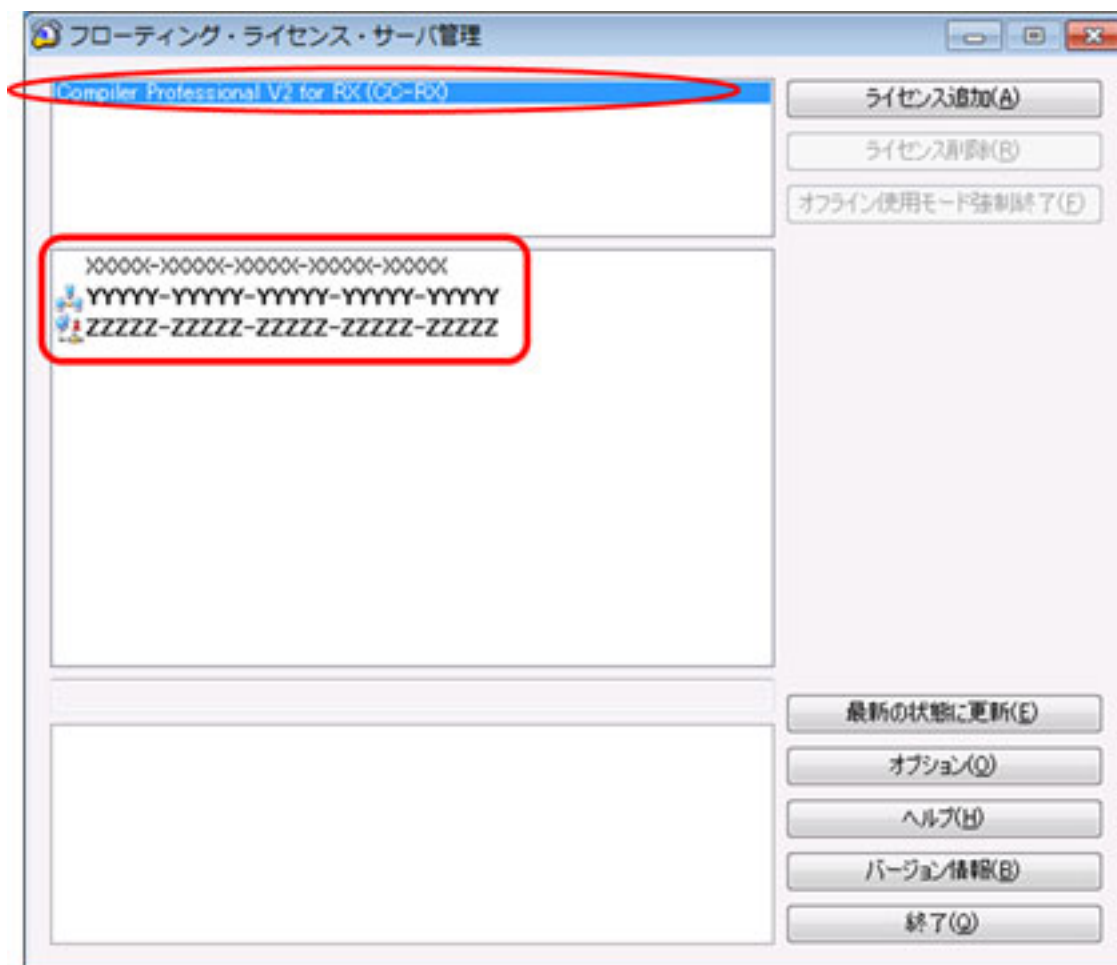 フローティング・ライセンス・サーバ管理
Compiler Professional V2 for RX (CC-RX)
ライセンス追加(A)
ライセンス削除(R)
オフライン使用モード強制終了(F)
XXXXX-XXXXX-XXXXX-XXXXX-XXXXX
YYYYY-YYYYY-YYYYY-YYYYY-YYYYY
ZZZZZ-ZZZZZ-ZZZZZ-ZZZZZ-ZZZZZ
最新の状態に更新(E)
オプション(O)
ヘルプ(H)
バージョン情報(B)
終了(Q)